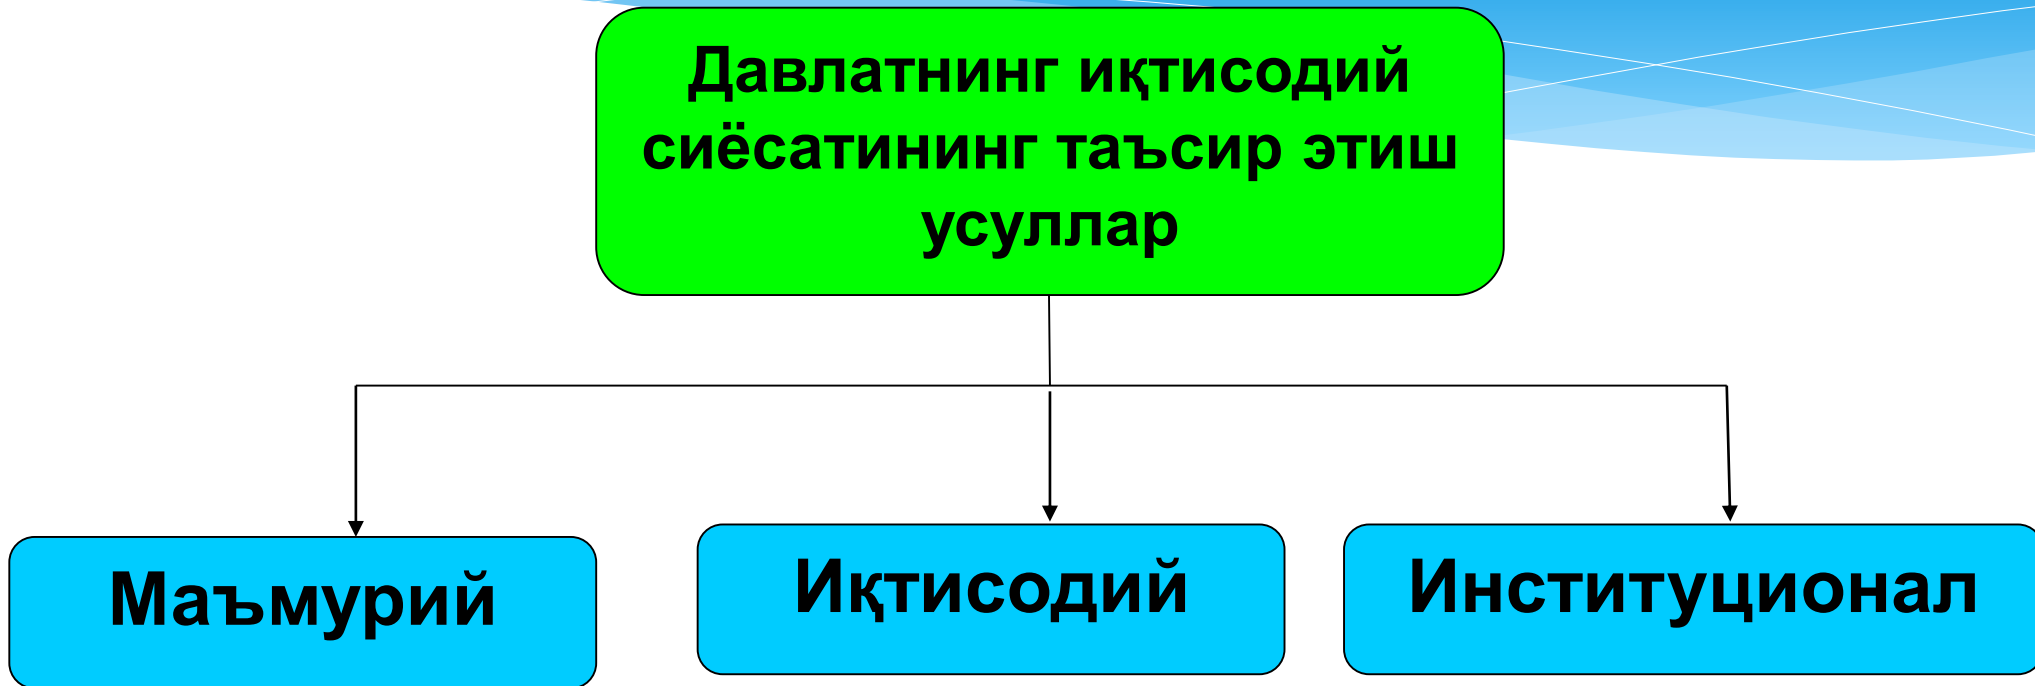 Давлатнинг иқтисодий
сиёсатининг таъсир этиш
усуллар
Маъмурий
Иқтисодий
Институционал